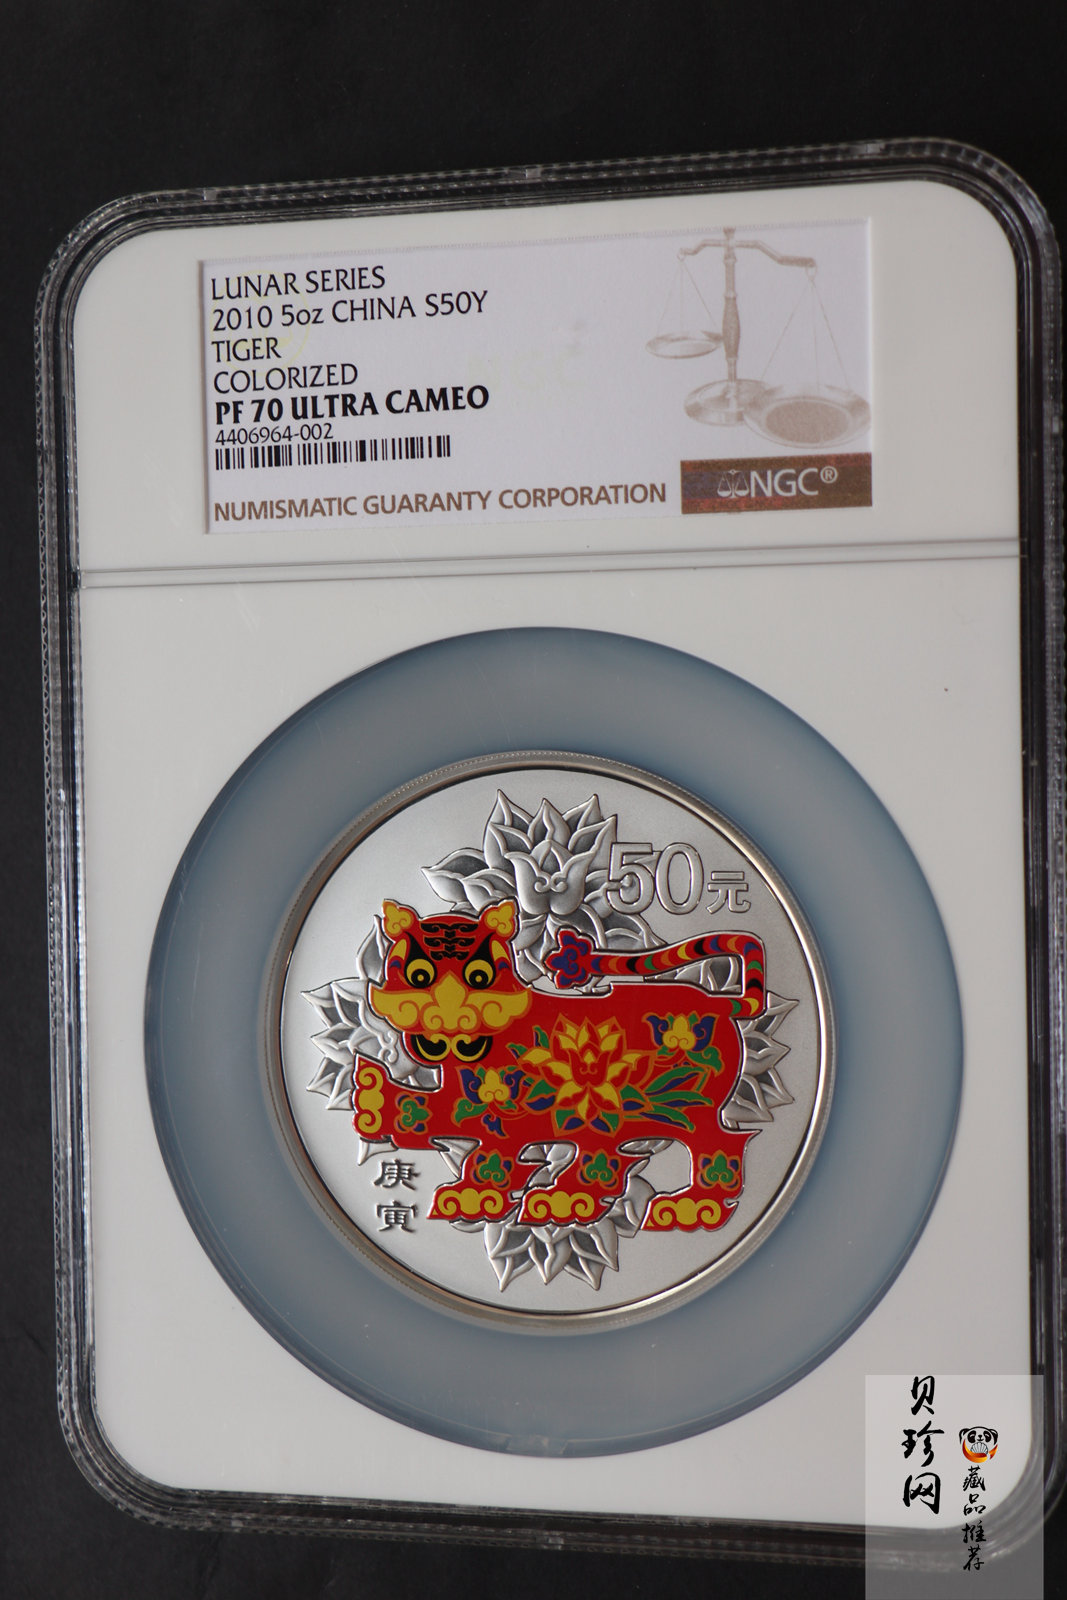 LUNAR SERIES
2010 5oz CHINA S50Y
TIGER
COLORIZED
PF 70 ULTRA CAMEO
4406964-002
NUMISMATIC GUARANTY CORPORATION
NGC®
50元
庚寅
贝珍网
藏品推荐